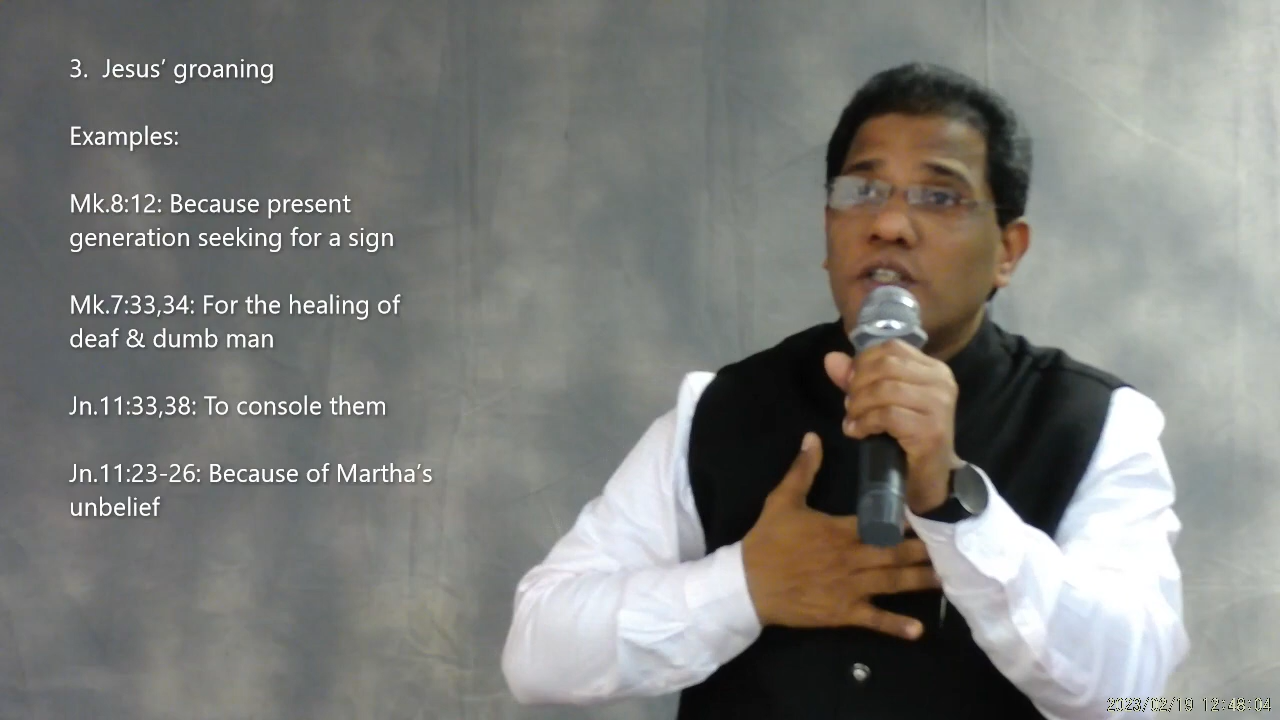 3. Jesus’ groaning
Examples:
Mk.8:12: Because present
generation seeking for a sign
Mk.7:33,34: For the healing of
deaf & dumb man
Jn.11:33,38: To console them
Jn.11:23-26: Because of Martha’s
unbelief
2023/02/19 12:48:04